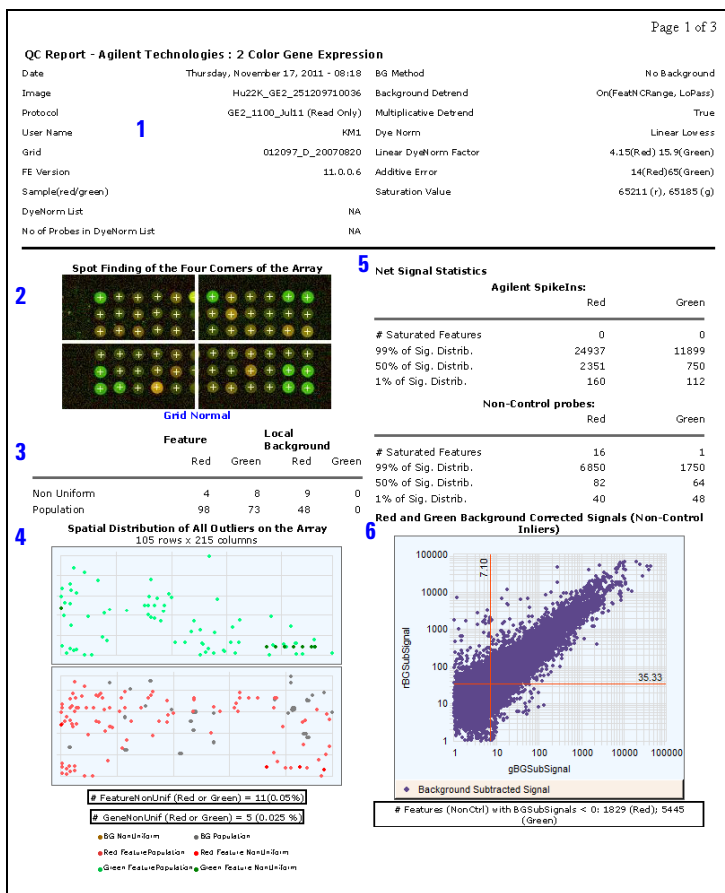 Page 1 of 3
QC Report - Agilent Technologies : 2 Color Gene Expression
Date Thursday, November 17, 2011 - 08:18 BG Method No Background
Image Hu22K_GE2_251209710036 Background Detrend On(FeatNCRange, LoPass)
Protocol GE2_1100_Jul11 (Read Only) Multiplicative Detrend True
1
User Name KM1 Dye Norm Linear Lowess
Grid 012097_D_20070820 Linear DyeNorm Factor 4.15(Red) 15.9(Green)
FE Version 11.0.0.6 Additive Error 14(Red)65(Green)
Sample(red/green) Saturation Value 65211 (r), 65185 (g)
DyeNorm List NA
No of Probes in DyeNorm List NA
2
Spot Finding of the Four Corners of the Array
Grid Normal
3
Feature Local Background
Red Green Red Green
Non Uniform 4 8 9 0
Population 98 73 48 0
4
Spatial Distribution of All Outliers on the Array
105 rows x 215 columns
# FeatureNonUnif (Red or Green) = 11(0.05%)
# GeneNonUnif (Red or Green) = 5 (0.025 %)
BG NonUniform BG Population
Red FeaturePopulation Red Feature NonUniform
Green FeaturePopulation Green Feature NonUniform
5
Net Signal Statistics
Agilent SpikeIns:
Red Green
# Saturated Features 0 0
99% of Sig. Distrib. 24937 11899
50% of Sig. Distrib. 2351 750
1% of Sig. Distrib. 160 112
Non-Control probes:
Red Green
# Saturated Features 16 1
99% of Sig. Distrib. 6850 1750
50% of Sig. Distrib. 82 64
1% of Sig. Distrib. 40 48
6
Red and Green Background Corrected Signals (Non-Control
Inliers)
100000
10000
1000
100
10
1
rBGSubSignal
7.10
35.33
1 10 100 1000 10000 100000
gBGSubSignal
Background Subtracted Signal
# Features (NonCtrl) with BGSubSignals < 0: 1829 (Red); 5445
(Green)